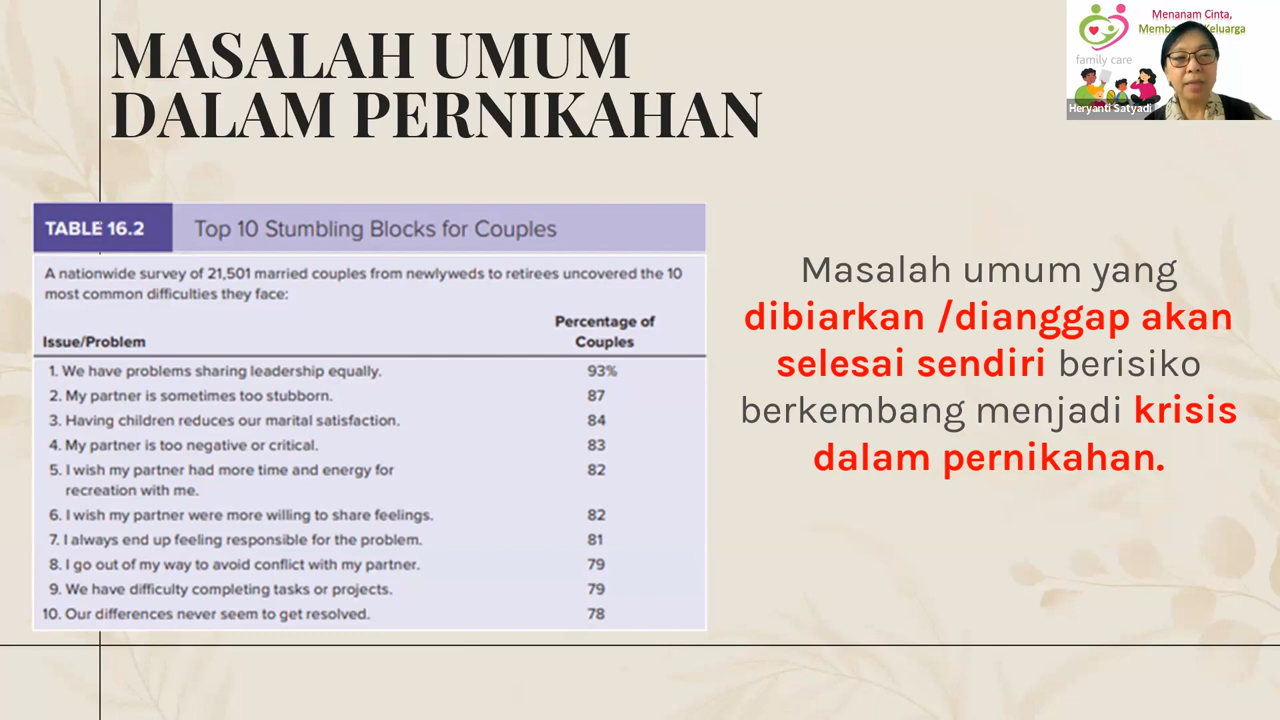 MASALAH UMUM
DALAM PERNIKAHAN
Menanam Cinta,
Keluarga
family care
Heryanti Satyadi
TABLE 16.2
Top 10 Stumbling Blocks for Couples
A nationwide survey of 21,501 married couples from newlyweds to retirees uncovered the 10
most common difficulties they face:
Issue/Problem
Percentage of
Couples
1. We have problems sharing leadership equally. 93%
2. My partner is sometimes too stubborn. 87
3. Having children reduces our marital satisfaction. 84
4. My partner is too negative or critical. 83
5. I wish my partner had more time and energy for
recreation with me. 82
6. I wish my partner were more willing to share feelings. 82
7. I always end up feeling responsible for the problem. 81
8. I go out of my way to avoid conflict with my partner. 79
9. We have difficulty completing tasks or projects. 79
10. Our differences never seem to get resolved. 78
Masalah umum yang
dibiarkan /dianggap akan
selesai sendiri berisiko
berkembang menjadi krisis
dalam pernikahan.